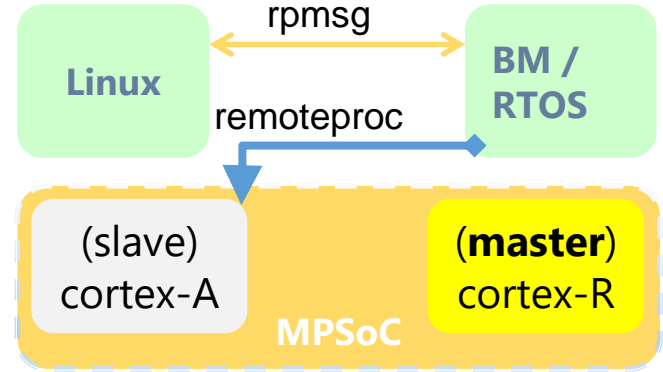 rpmsg
Linux
BM /
RTOS
remoteproc
(slave)
cortex-A
(master)
cortex-R
MPSoC